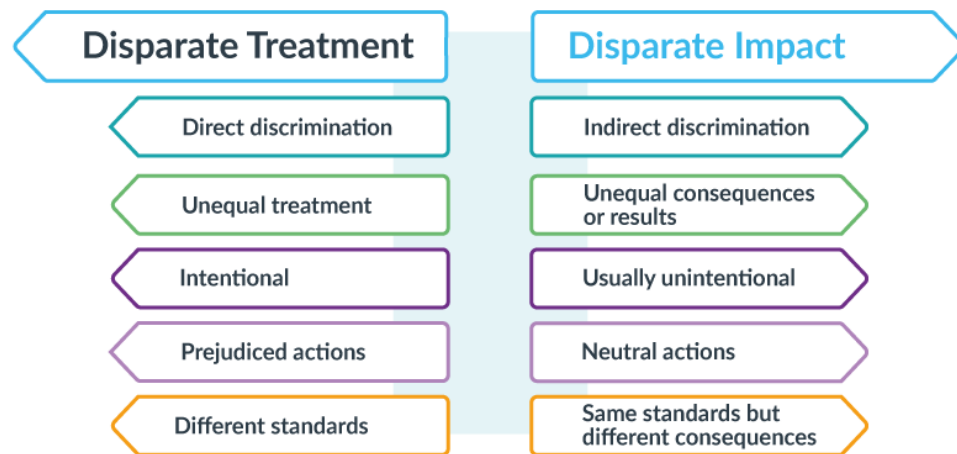 Disparate Treatment
Disparate Impact
Direct discrimination
Indirect discrimination
Unequal treatment
Unequal consequences
or results
Intentional
Usually unintentional
Prejudiced actions
Neutral actions
Different standards
Same standards but
different consequences